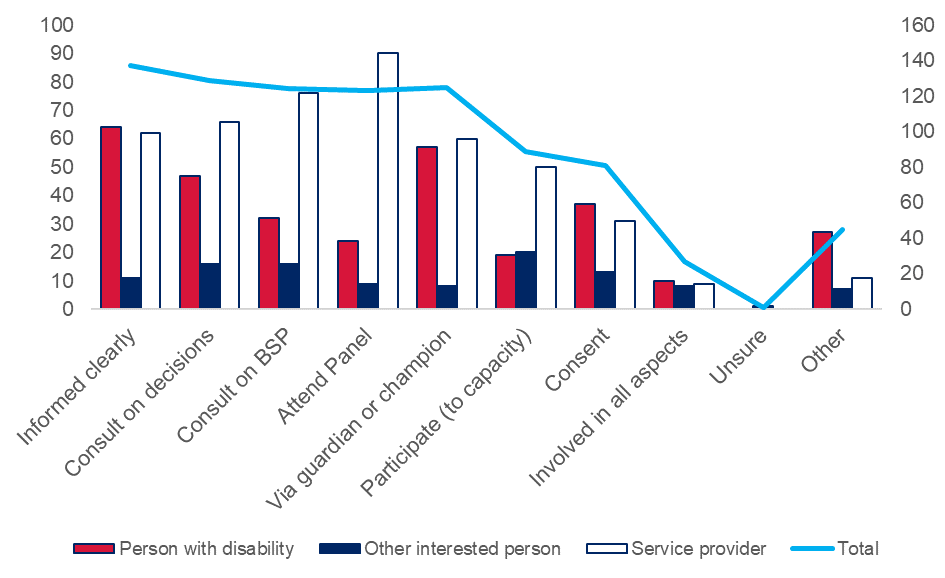 100
90
80
70
60
50
40
30
20
10
0
160
140
120
100
80
60
40
20
0
Informed clearly
Consult on decisions
Consult on BSP
Attend Panel
Via guardian or champion
Participate (to capacity)
Consent
Involved in all aspects
Unsure
Other
Person with disability
Other interested person
Service provider
Total